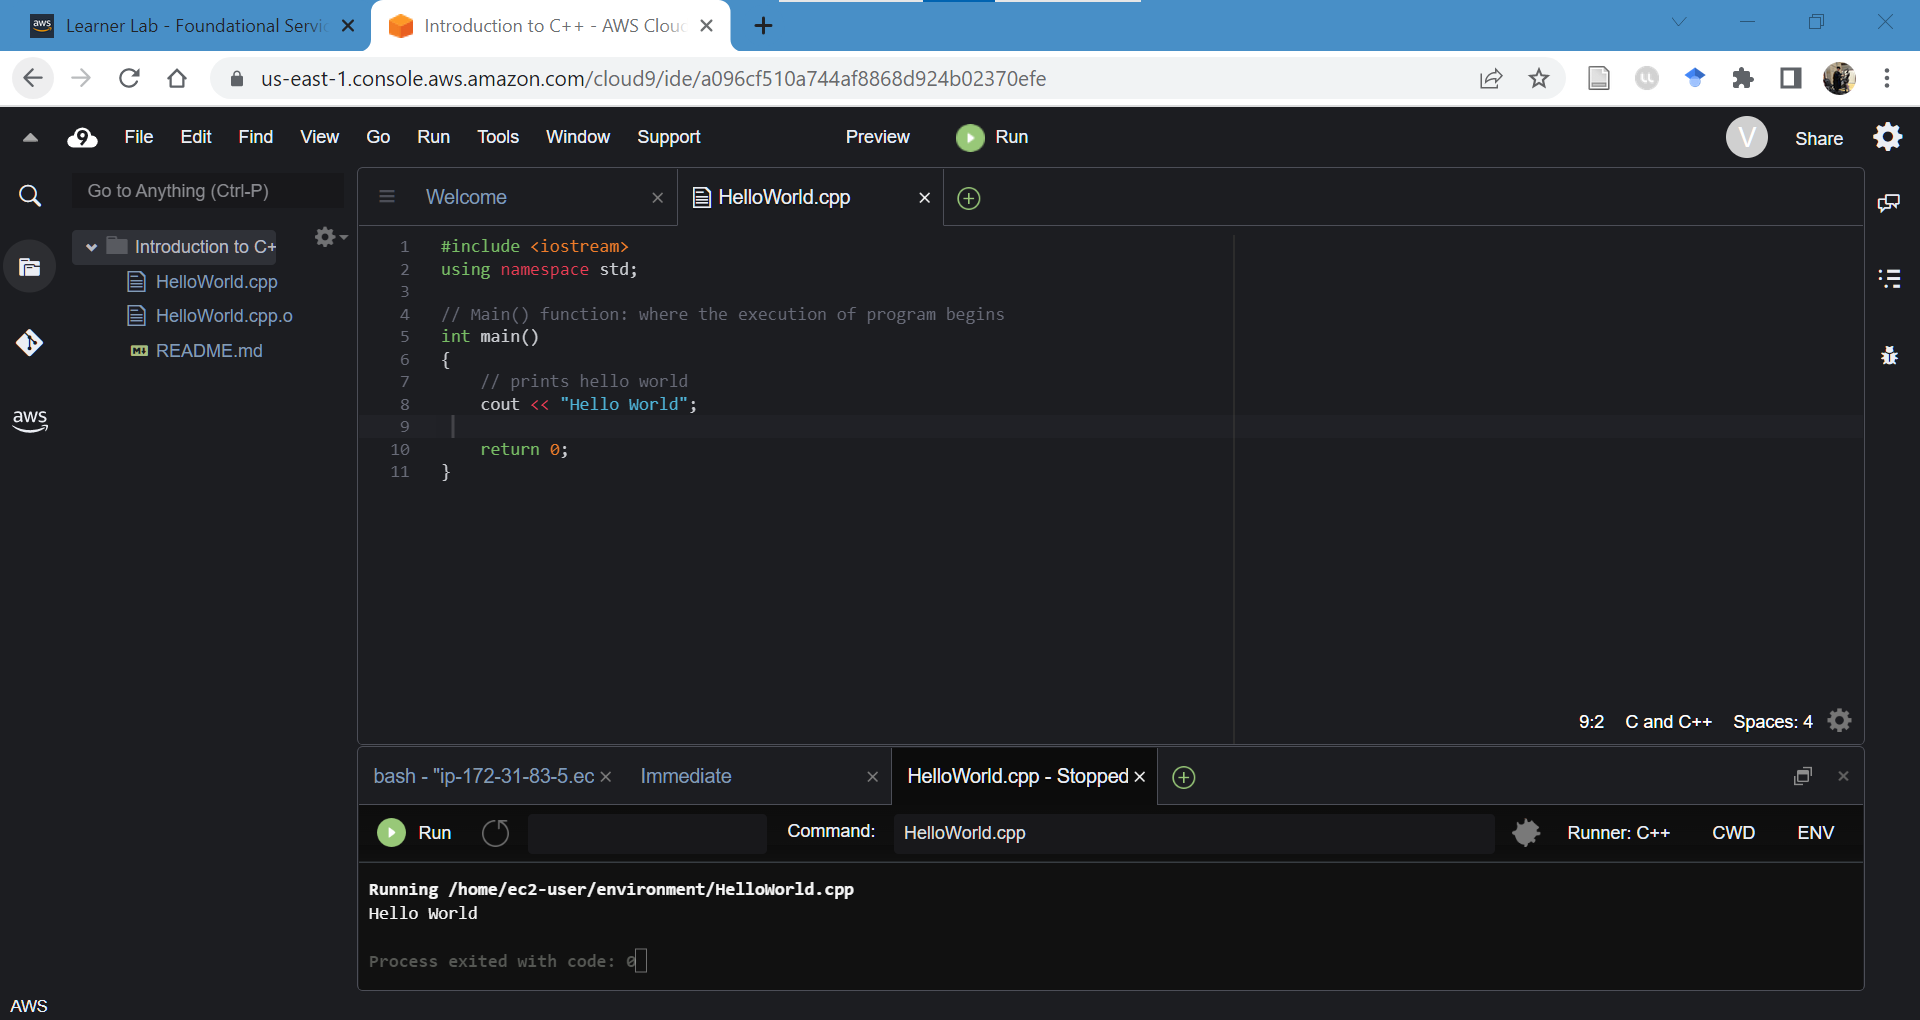 aws Learner Lab - Foundational Servic
Introduction to C++ - AWS Cloud
us-east-1.console.aws.amazon.com/cloud9/ide/a096cf510a744af8868d924b02370efe
9 File Edit Find View Go Run Tools Window Support Preview Run V Share
Go to Anything (Ctrl-P)
Introduction to C+
HelloWorld.cpp
HelloWorld.cpp.o
README.md
aws
Welcome
HelloWorld.cpp
1 #include <iostream>
2 using namespace std;
3
4 // Main() function: where the execution of program begins
5 int main()
6 {
7 // prints hello world
8 cout << "Hello World";
9
10 return 0;
11 }
9:2 C and C++ Spaces: 4
bash - "ip-172-31-83-5.ec
Immediate
HelloWorld.cpp - Stopped
Run Command: HelloWorld.cpp Runner: C++ CWD ENV
Running /home/ec2-user/environment/HelloWorld.cpp
Hello World
Process exited with code: 0
AWS